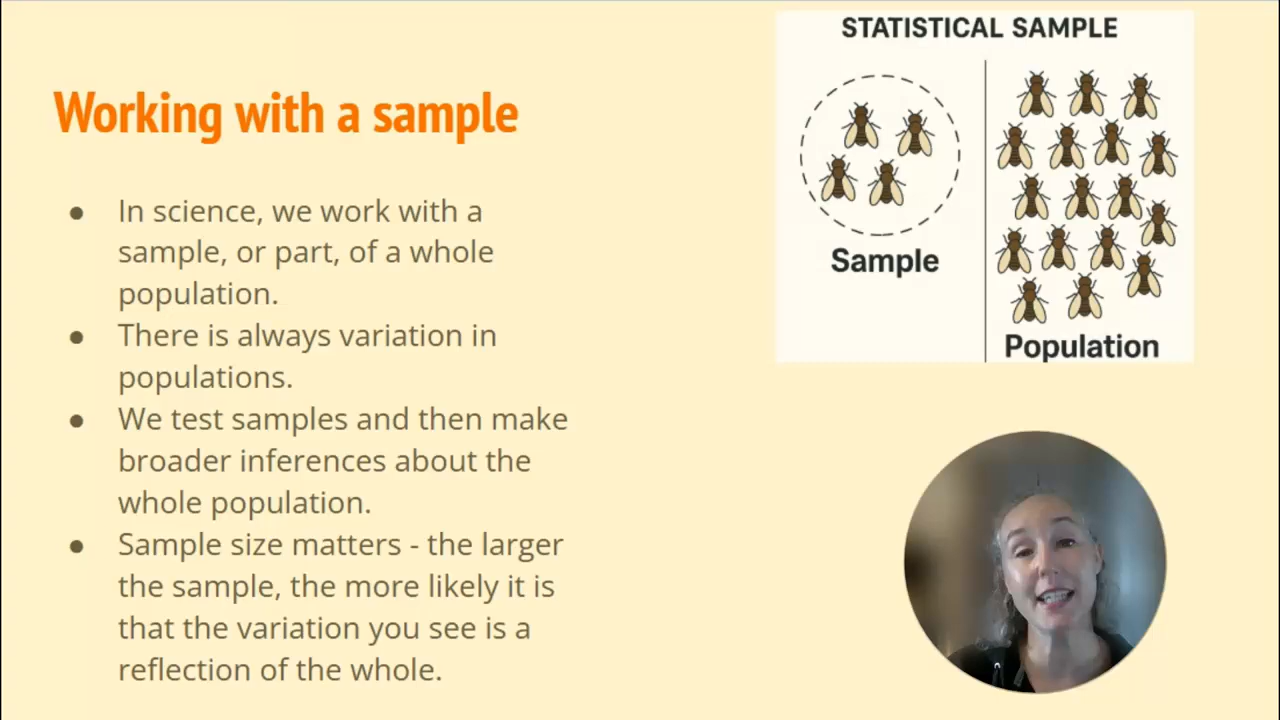 Working with a sample
● In science, we work with a
sample, or part, of a whole
population.
● There is always variation in
populations.
● We test samples and then make
broader inferences about the
whole population.
● Sample size matters - the larger
the sample, the more likely it is
that the variation you see is a
reflection of the whole.
STATISTICAL SAMPLE
Sample
Population